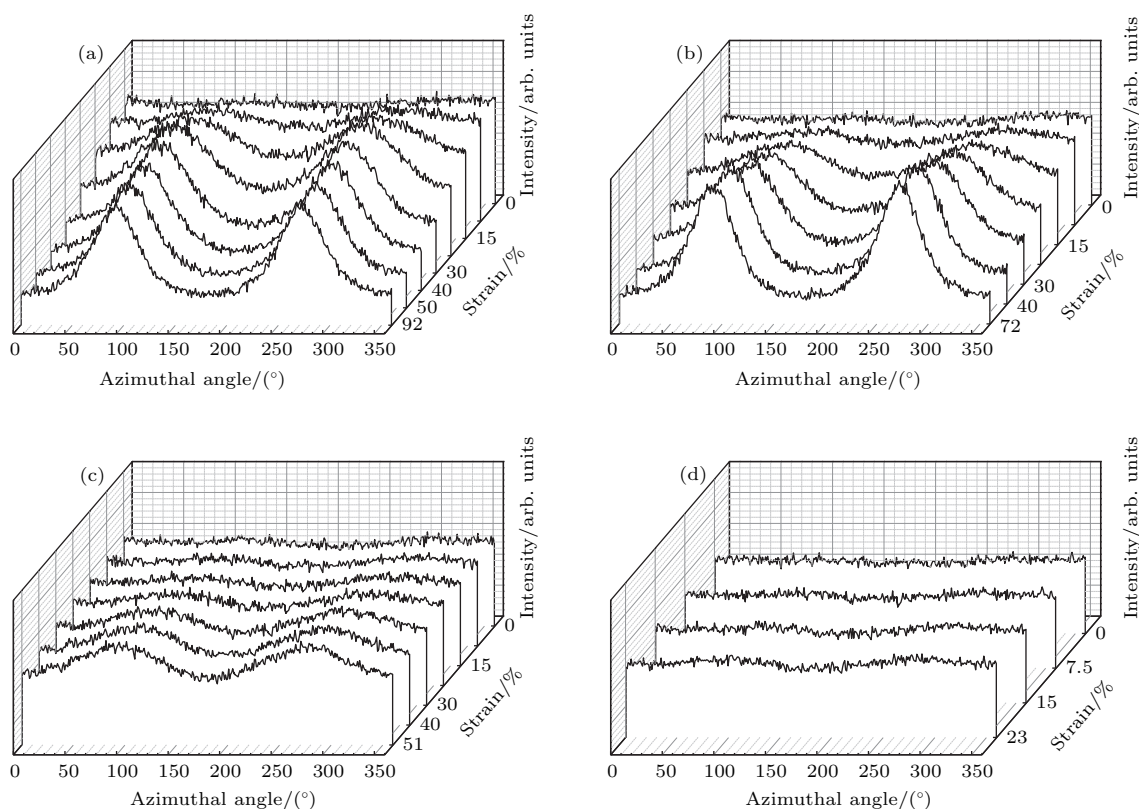 (a)
Intensity/arb. units
0
15
30
40
50
92
Strain/%
0 50 100 150 200 250 300 350
Azimuthal angle/(°)
(b)
Intensity/arb. units
0
15
30
40
72
Strain/%
0 50 100 150 200 250 300 350
Azimuthal angle/(°)
(c)
Intensity/arb. units
0
15
30
40
51
Strain/%
0 50 100 150 200 250 300 350
Azimuthal angle/(°)
(d)
Intensity/arb. units
0
7.5
15
23
Strain/%
0 50 100 150 200 250 300 350
Azimuthal angle/(°)